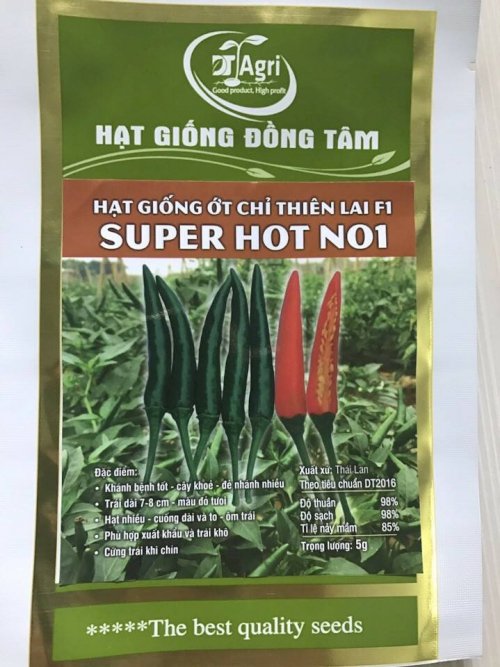 DT Agri
Good product, High profit
HẠT GIỐNG ĐỒNG TÂM
HẠT GIỐNG ỚT CHỈ THIÊN LAI F1
SUPER HOT NO1
Đặc điểm:
• Khánh bệnh tốt - cây khoẻ - đẻ nhánh nhiều
• Trái dài 7-8 cm - màu đỏ tươi
• Hạt nhiều - cuống dài và to - ôm trái
• Phù hợp xuất khẩu và trái khô
• Cứng trái khi chín
Xuất xứ: Thái Lan
Theo tiêu chuẩn DT2016
Độ thuần 98%
Độ sạch 98%
Tỉ lệ nảy mầm 85%
Trọng lượng: 5g
*****The best quality seeds